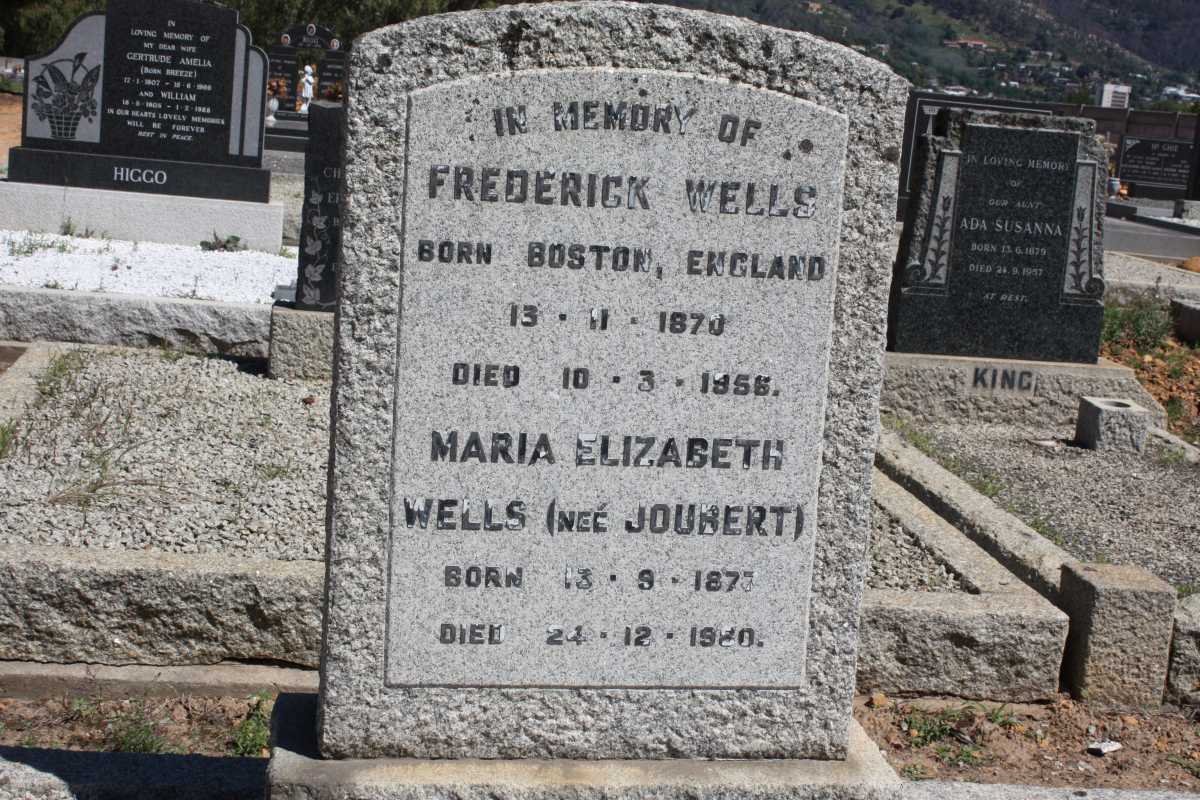 IN MEMORY OF
FREDERICK WELLS
BORN BOSTON, ENGLAND
13 · 11 · 1870
DIED 10 · 3 · 1956.
MARIA ELIZABETH
WELLS (NEÉ JOUBERT)
BORN 13 · 9 · 1877
DIED 24 · 12 · 1960.
IN
LOVING MEMORY OF
MY DEAR WIFE
GERTRUDE AMELIA
(BORN BREEZE)
AND WILLIAM
IN OUR HEARTS LOVELY MEMORIES
WILL BE FOREVER
REST IN PEACE.
HIGGO
IN LOVING MEMORY
OF
OUR AUNT
ADA SUSANNA
BORN 13.6.1879
DIED 24.9.1957
AT REST.
KING